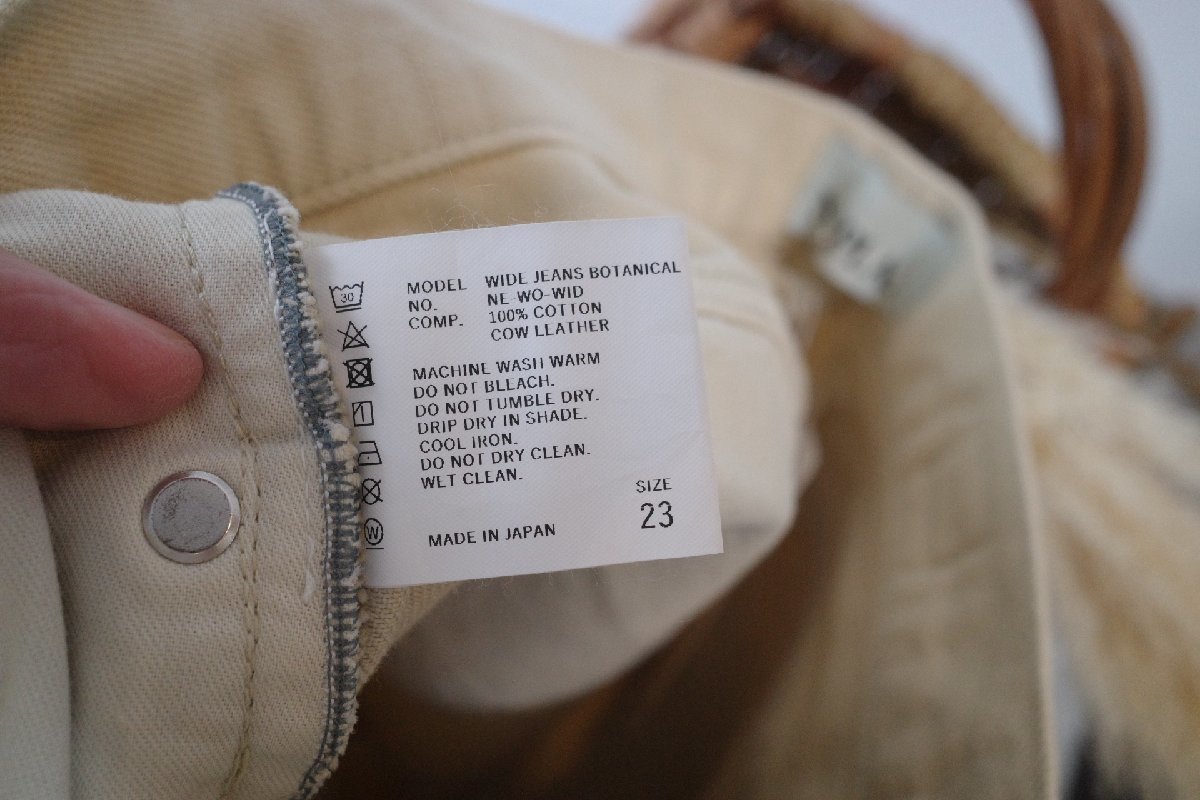 MODEL WIDE JEANS BOTANICAL
NO. NE-WO-WID
COMP. 100% COTTON
COW LEATHER
30
MACHINE WASH WARM
DO NOT BLEACH.
DO NOT TUMBLE DRY.
DRIP DRY IN SHADE.
COOL IRON.
DO NOT DRY CLEAN.
WET CLEAN.
W
SIZE
23
MADE IN JAPAN